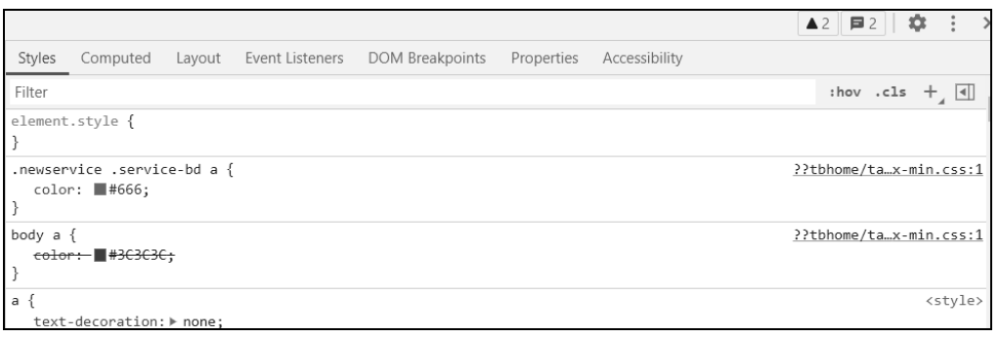 2 2
Styles Computed Layout Event Listeners DOM Breakpoints Properties Accessibility
Filter :hov .cls +
element.style {
}
.newservice .service-bd a { ??tbhome/ta…x-min.css:1
color: #666;
}
body a { ??tbhome/ta…x-min.css:1
color: #3C3C3C;
}
a { <style>
text-decoration: none;